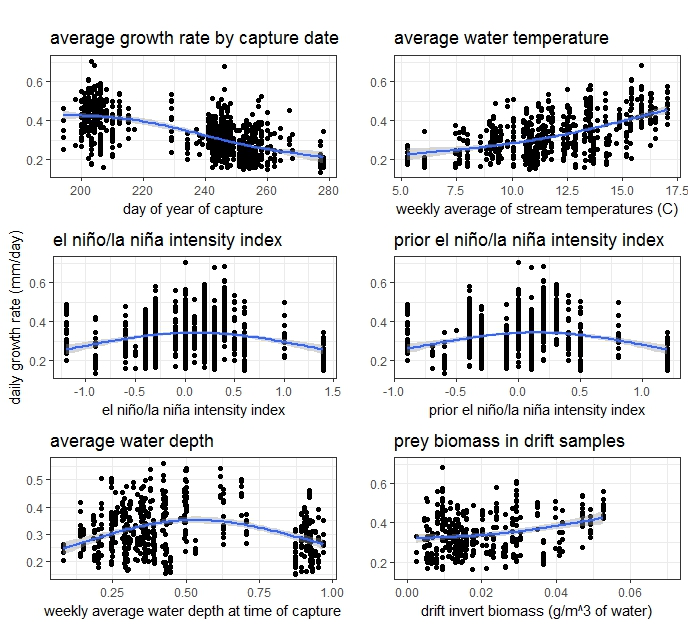 average growth rate by capture date
0.6
0.4
0.2
200 220 240 260 280
day of year of capture
average water temperature
0.6
0.4
0.2
5.0 7.5 10.0 12.5 15.0 17.5
weekly average of stream temperatures (C)
daily growth rate (mm/day)
el niño/la niña intensity index
0.6
0.4
0.2
-1.0 -0.5 0.0 0.5 1.0 1.5
el niño/la niña intensity index
prior el niño/la niña intensity index
0.6
0.4
0.2
-1.0 -0.5 0.0 0.5 1.0
prior el niño/la niña intensity index
average water depth
0.5
0.4
0.3
0.2
0.25 0.50 0.75 1.00
weekly average water depth at time of capture
prey biomass in drift samples
0.6
0.4
0.2
0.00 0.02 0.04 0.06
drift invert biomass (g/m^3 of water)